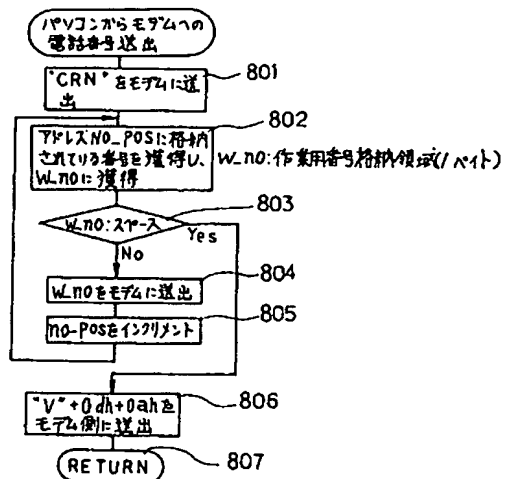 パソコンからモデムへの
電話番号送出
"CRN"をモデムに送
出
801
802
アドレスNO_POSに格納
されている番号を獲得し、
W_noに獲得
W_no:作業用番号格納領域(1バイト)
803
W_no:スペース
Yes
No
804
W_noをモデムに送出
805
no-posをインクリメント
"V"+0dh+0ahを
モデム側に送出
806
RETURN
807